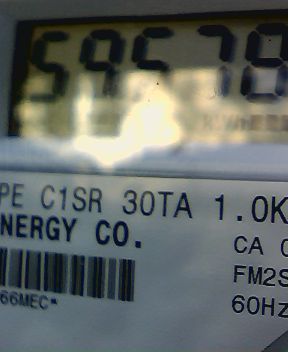 59578
PE C1SR 30TA 1.0K
NERGY CO.
CA
FM2S
66MEC*
60Hz